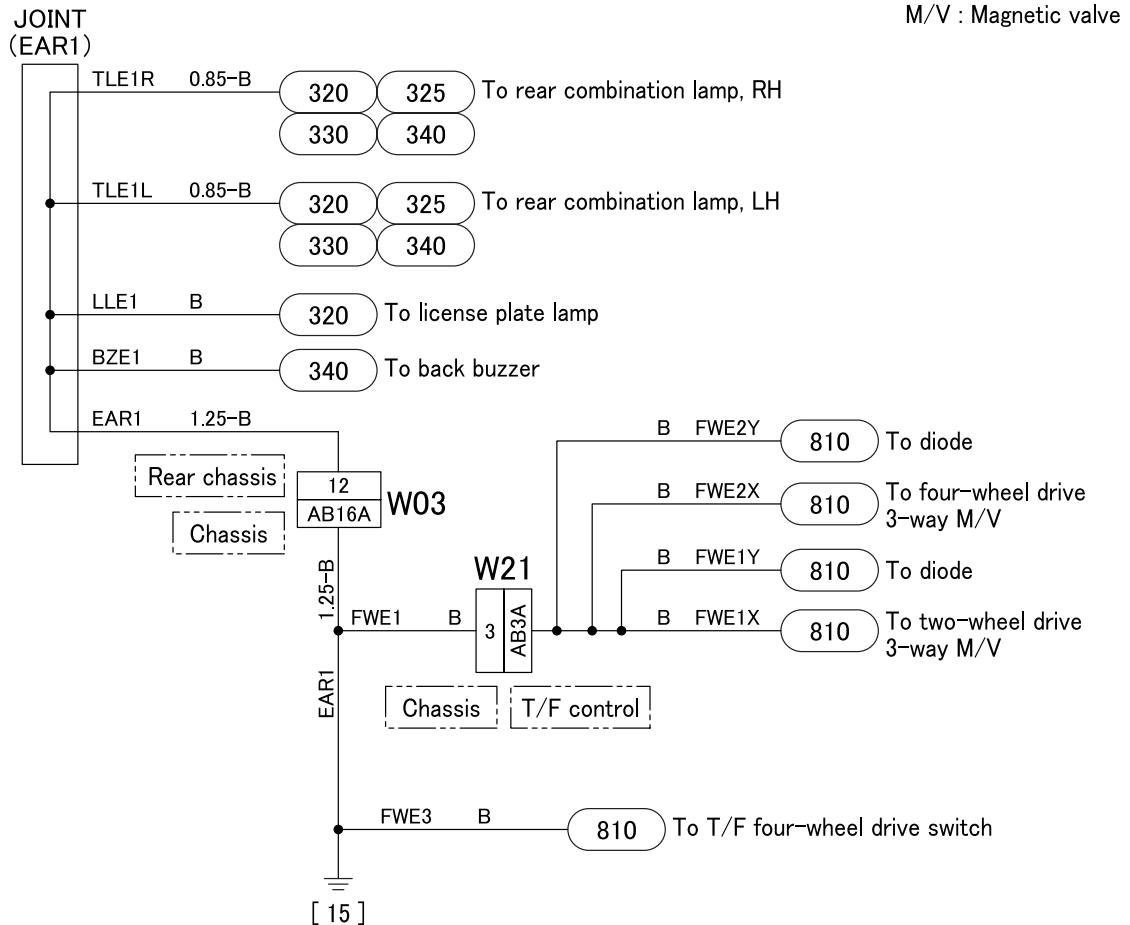 M/V : Magnetic valve
JOINT
(EAR1)
TLE1R 0.85-B 320 325 To rear combination lamp, RH
330 340
TLE1L 0.85-B 320 325 To rear combination lamp, LH
330 340
LLE1 B 320 To license plate lamp
BZE1 B 340 To back buzzer
EAR1 1.25-B
B FWE2Y 810 To diode
Rear chassis 12
AB16A W03
Chassis
B FWE2X 810 To four-wheel drive
3-way M/V
B FWE1Y 810 To diode
W21
1.25-B
FWE1 B 3 AB3A B FWE1X 810 To two-wheel drive
3-way M/V
EAR1
Chassis T/F control
FWE3 B 810 To T/F four-wheel drive switch
[ 15 ]